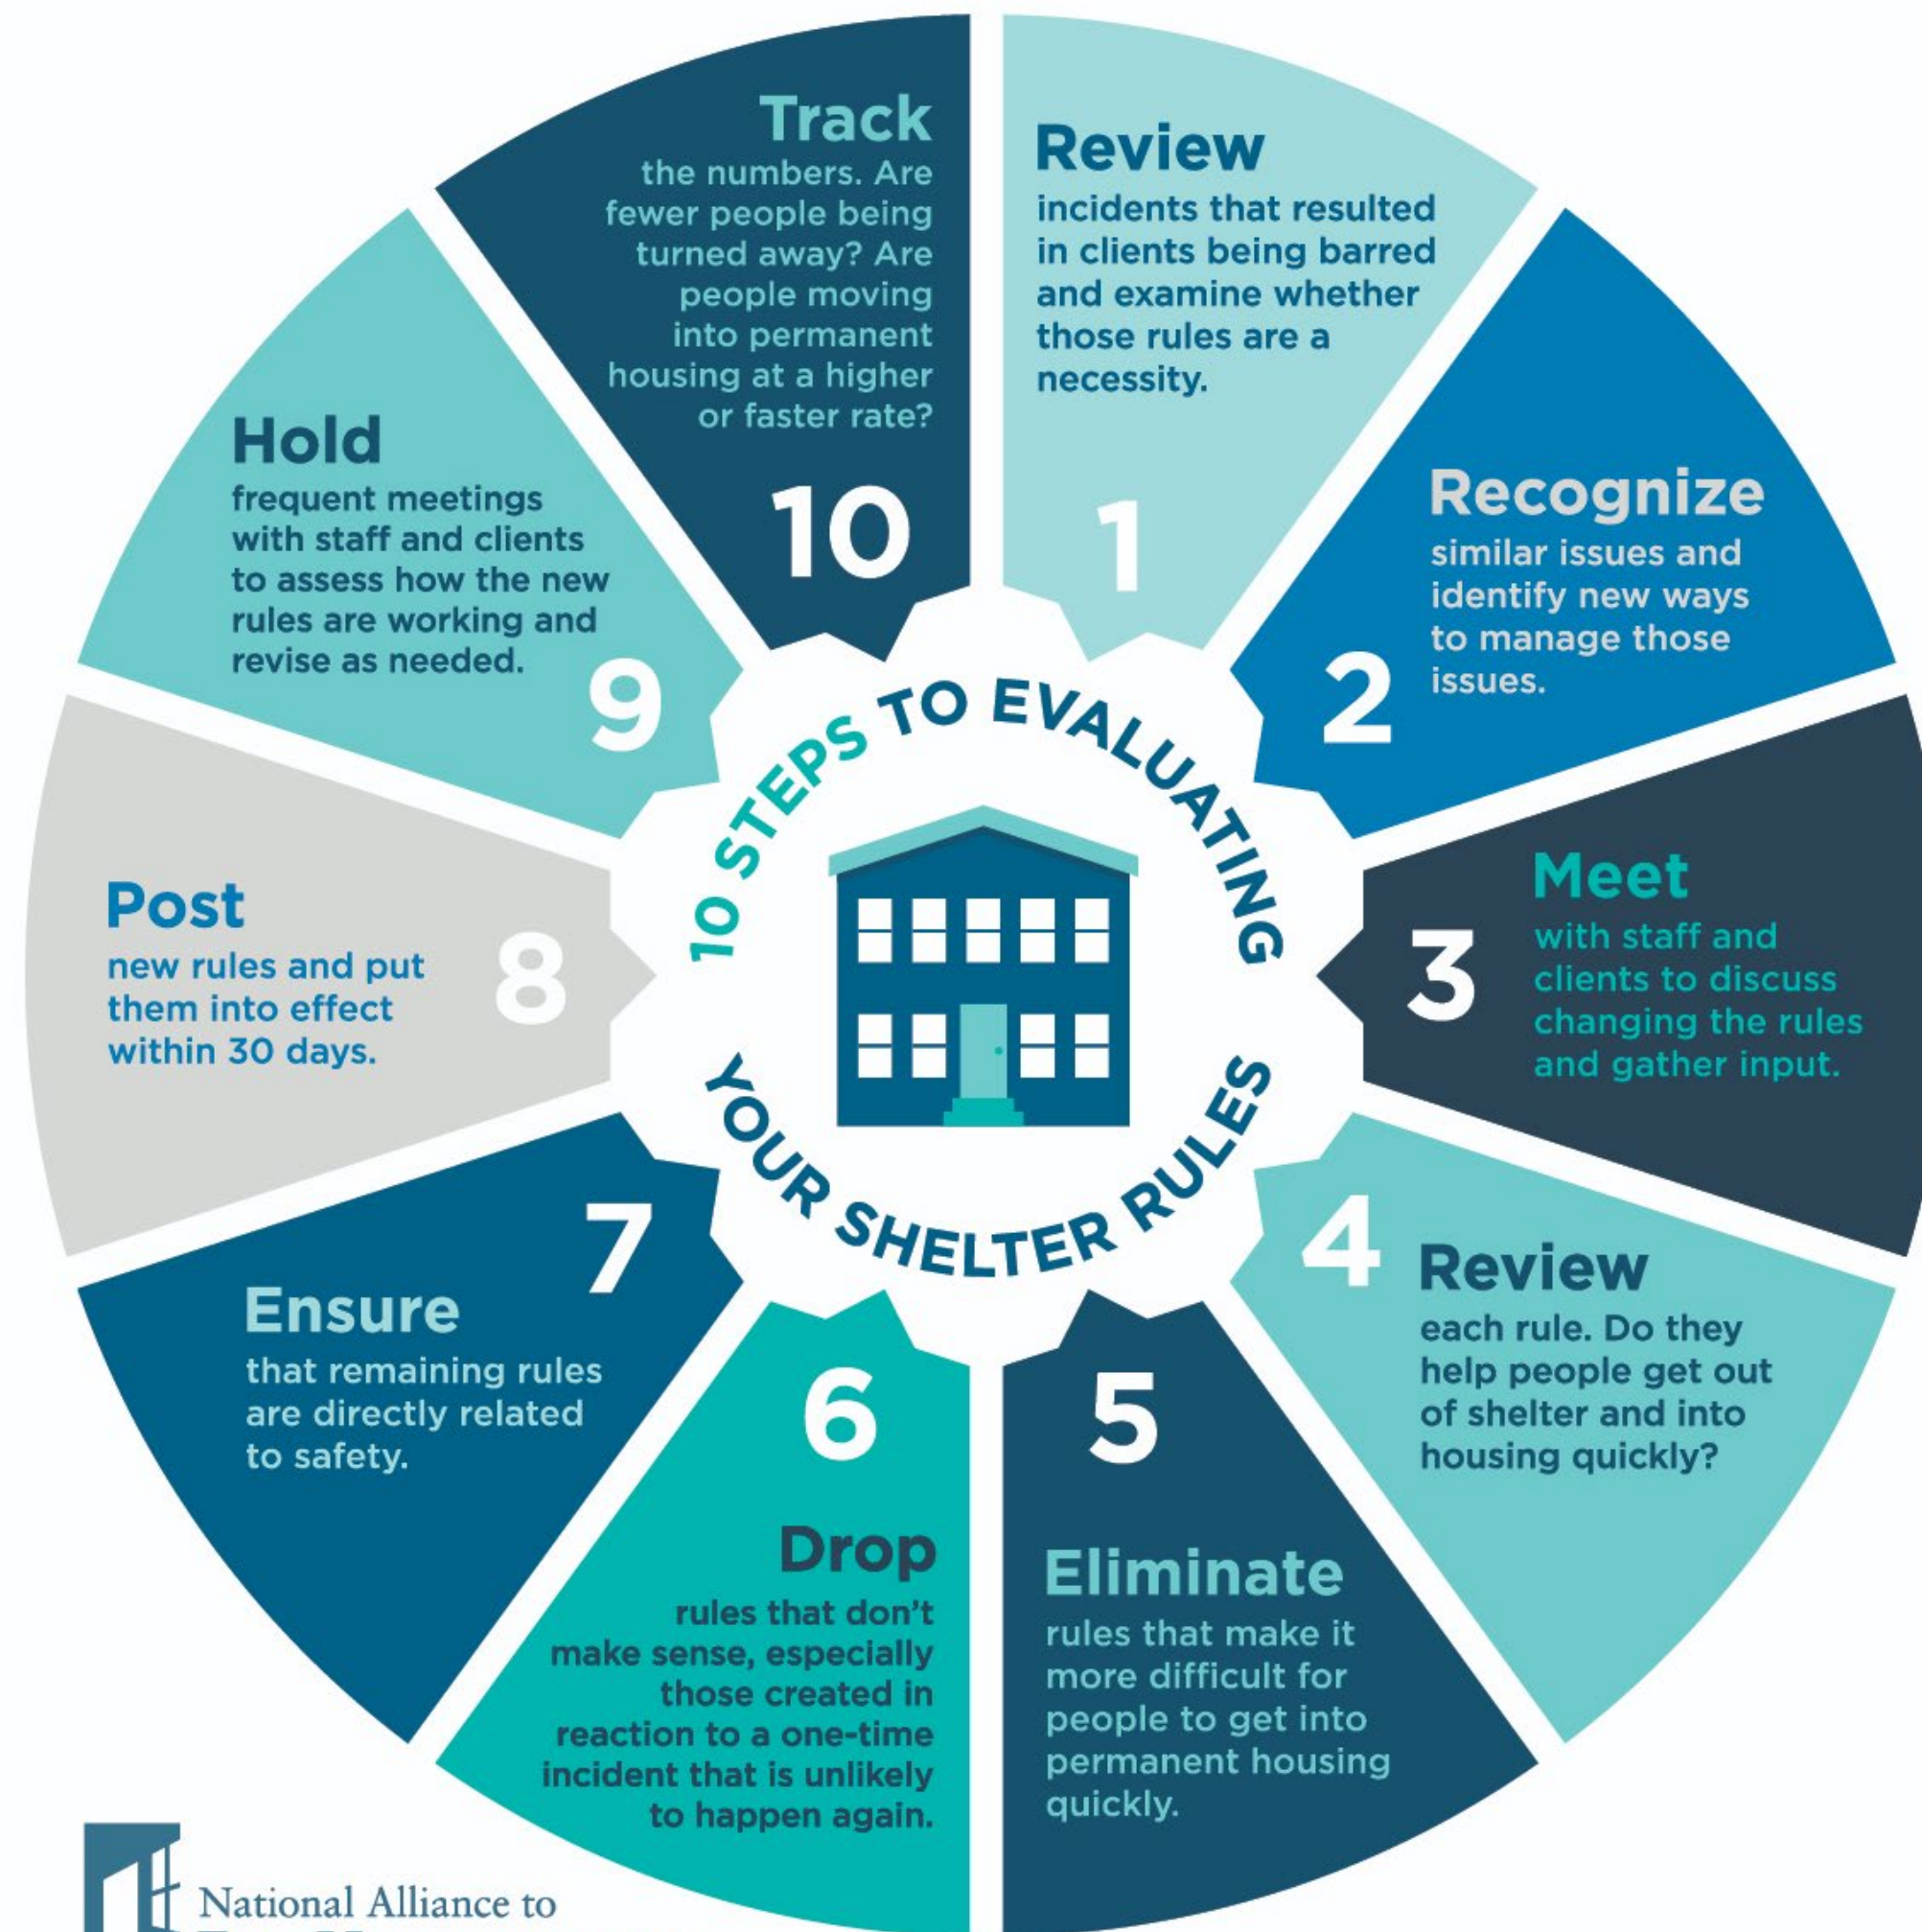 10 STEPS TO EVALUATING
YOUR SHELTER RULES
1
Review
incidents that resulted
in clients being barred
and examine whether
those rules are a
necessity.
2
Recognize
similar issues and
identify new ways
to manage those
issues.
3
Meet
with staff and
clients to discuss
changing the rules
and gather input.
4
Review
each rule. Do they
help people get out
of shelter and into
housing quickly?
5
Eliminate
rules that make it
more difficult for
people to get into
permanent housing
quickly.
6
Drop
rules that don't
make sense, especially
those created in
reaction to a one-time
incident that is unlikely
to happen again.
7
Ensure
that remaining rules
are directly related
to safety.
8
Post
new rules and put
them into effect
within 30 days.
9
Hold
frequent meetings
with staff and clients
to assess how the new
rules are working and
revise as needed.
10
Track
the numbers. Are
fewer people being
turned away? Are
people moving
into permanent
housing at a higher
or faster rate?
National Alliance to